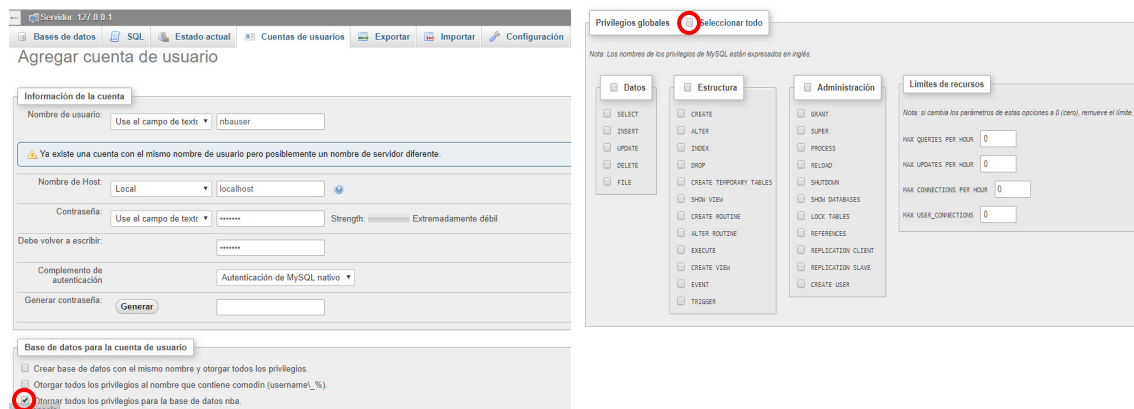 Servidor: 127.0.0.1
Bases de datos SQL Estado actual Cuentas de usuarios Exportar Importar Configuración
Agregar cuenta de usuario
Información de la cuenta
Nombre de usuario: Use el campo de texto nbauser
Ya existe una cuenta con el mismo nombre de usuario pero posiblemente un nombre de servidor diferente.
Nombre de Host: Local localhost
Contraseña: Use el campo de texto ••••••• Strength: Extremadamente débil
Debe volver a escribir: •••••••
Complemento de
autenticación Autenticación de MySQL nativo
Generar contraseña: Generar
Base de datos para la cuenta de usuario
Crear base de datos con el mismo nombre y otorgar todos los privilegios.
Otorgar todos los privilegios al nombre que contiene comodín (username\_%).
Otorgar todos los privilegios para la base de datos nba.
Privilegios globales Seleccionar todo
Nota: Los nombres de los privilegios de MySQL están expresados en inglés.
Datos
SELECT
INSERT
UPDATE
DELETE
FILE
Estructura
CREATE
ALTER
INDEX
DROP
CREATE TEMPORARY TABLES
SHOW VIEW
CREATE ROUTINE
ALTER ROUTINE
EXECUTE
CREATE VIEW
EVENT
TRIGGER
Administración
GRANT
SUPER
PROCESS
RELOAD
SHUTDOWN
SHOW DATABASES
LOCK TABLES
REFERENCES
REPLICATION CLIENT
REPLICATION SLAVE
CREATE USER
Límites de recursos
Nota: si cambia los parámetros de estas opciones a 0 (cero), remueve el límite.
MAX QUERIES PER HOUR 0
MAX UPDATES PER HOUR 0
MAX CONNECTIONS PER HOUR 0
MAX USER_CONNECTIONS 0